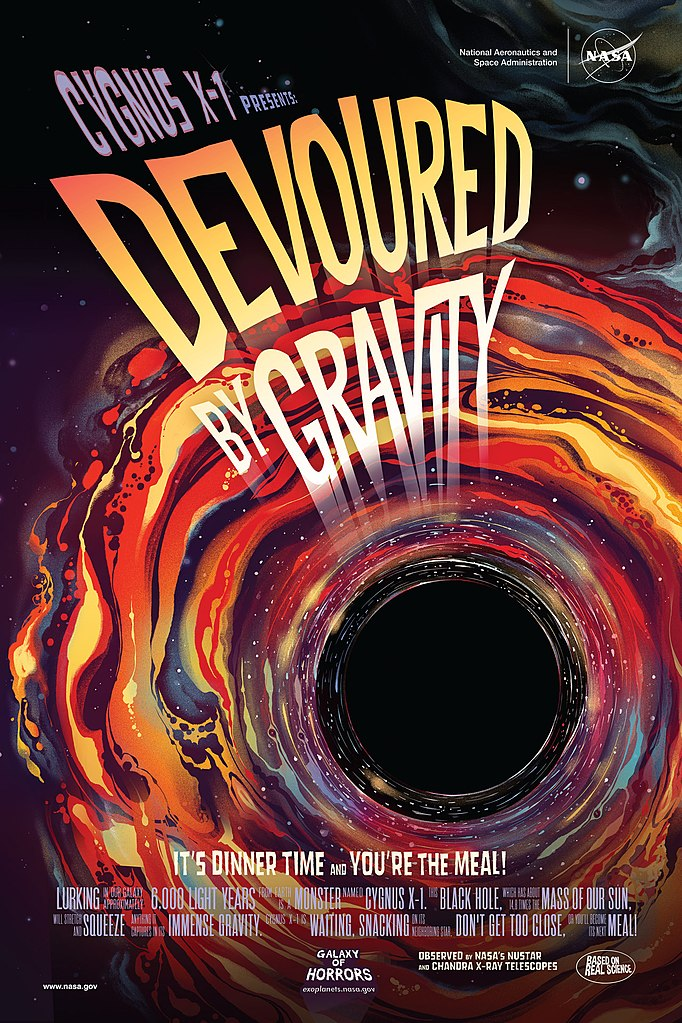 National Aeronautics and
Space Administration
NASA
CYGNUS X-1 PRESENTS:
DEVOURED
BY GRAVITY
IT'S DINNER TIME AND YOU'RE THE MEAL!
LURKING IN OUR GALAXY APPROXIMATELY 6,000 LIGHT YEARS FROM EARTH IS A MONSTER NAMED CYGNUS X-1. THIS BLACK HOLE, WHICH HAS ABOUT 14.8 TIMES THE MASS OF OUR SUN,
WILL STRETCH AND SQUEEZE ANYTHING IT CAPTURES IN ITS IMMENSE GRAVITY. CYGNUS X-1 IS WAITING, SNACKING ON ITS NEIGHBORING STAR. DON'T GET TOO CLOSE, OR YOU'LL BECOME ITS NEXT MEAL!
GALAXY
OF
HORRORS
exoplanets.nasa.gov
OBSERVED BY NASA'S NUSTAR
AND CHANDRA X-RAY TELESCOPES
BASED ON
REAL SCIENCE
www.nasa.gov